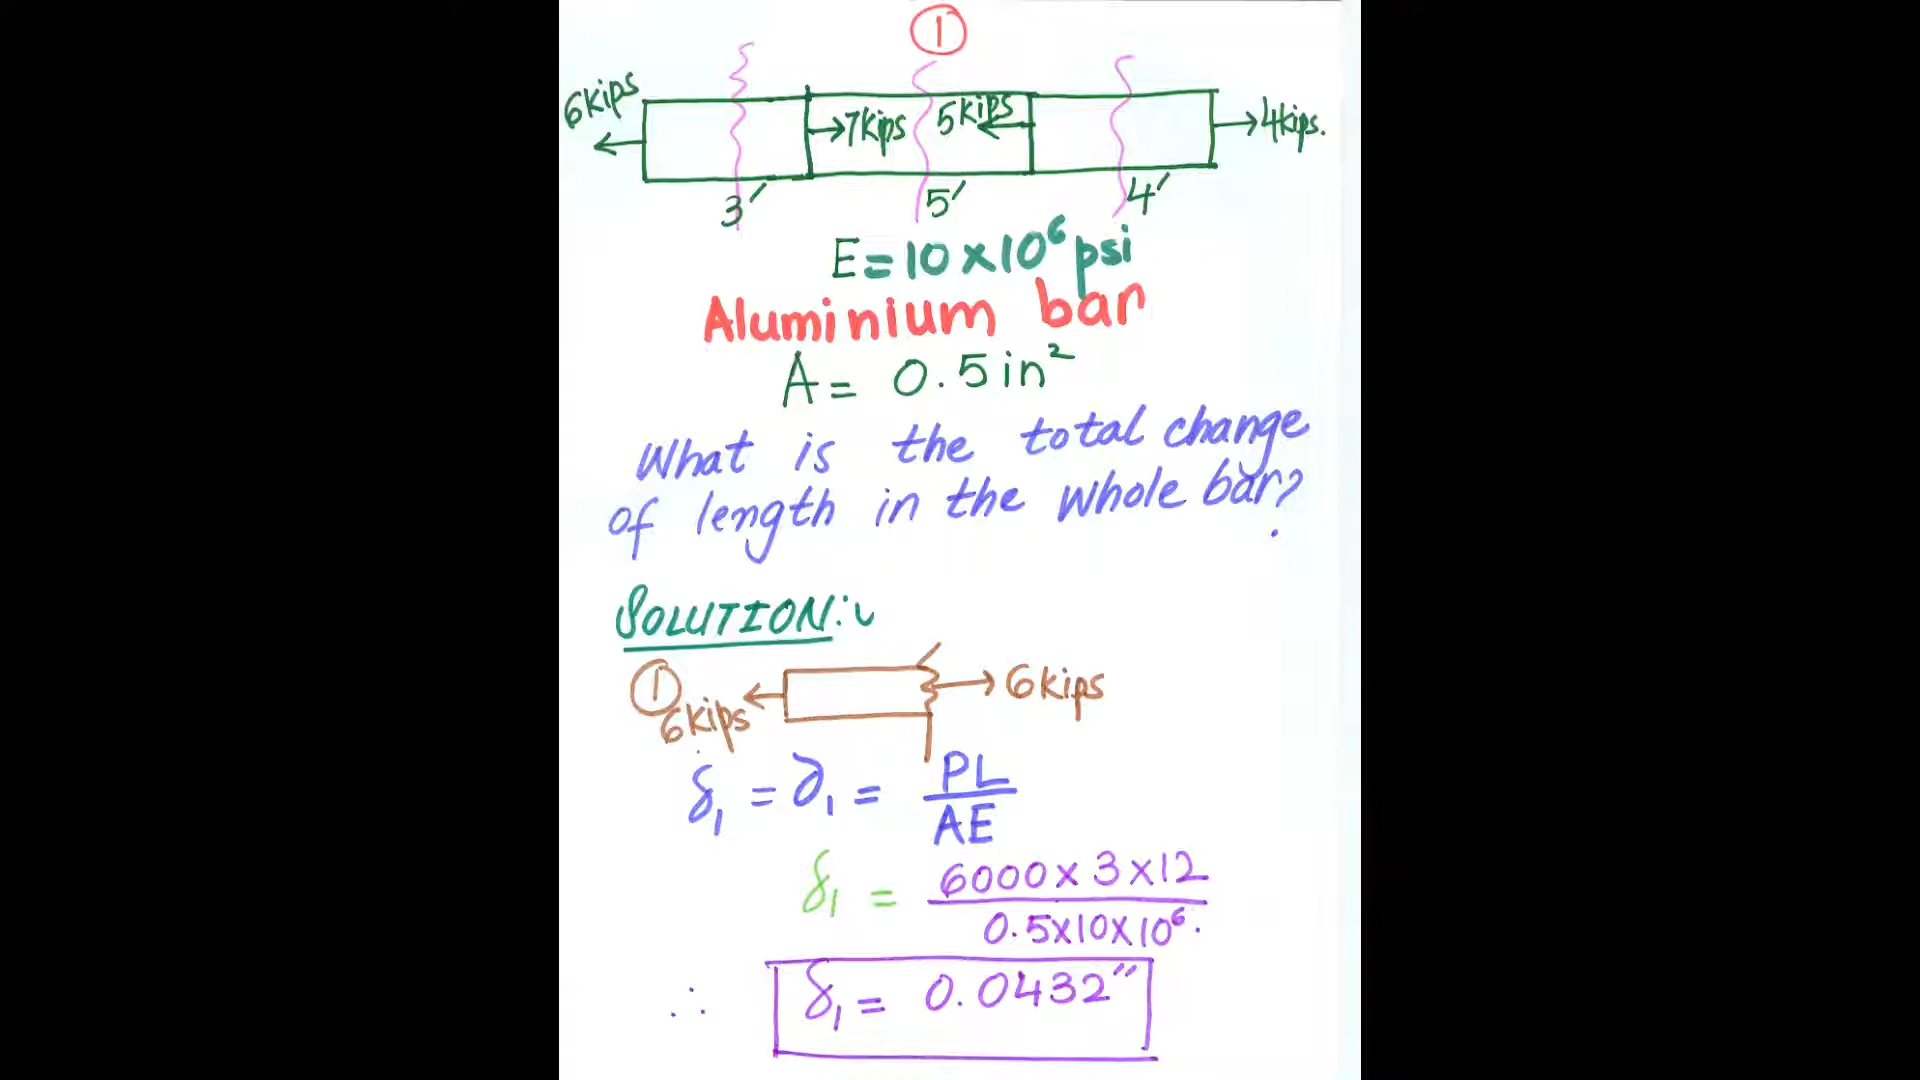 ①
6kips
→7kips 5kips
→4kips.
3′ 5′ 4′
E=10×10⁶ psi
Aluminium bar
A= 0.5in²
What is the total change
of length in the whole bar?
SOLUTION:
①
6kips
→6kips
δ₁ = ∂₁ = PL
AE
δ₁ = 6000×3×12
0.5×10×10⁶.
∴ δ₁ = 0.0432″